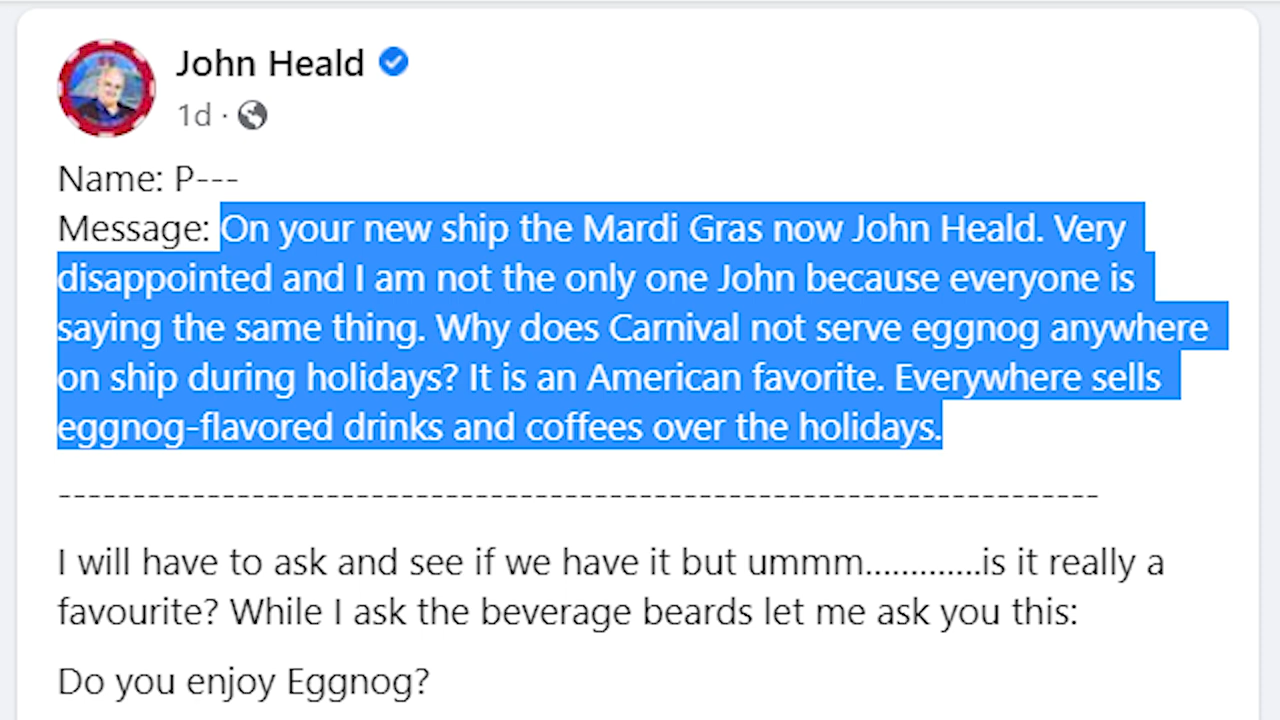 John Heald
1d ·
Name: P---
Message: On your new ship the Mardi Gras now John Heald. Very
disappointed and I am not the only one John because everyone is
saying the same thing. Why does Carnival not serve eggnog anywhere
on ship during holidays? It is an American favorite. Everywhere sells
eggnog-flavored drinks and coffees over the holidays.
----------------------------------------------------------------------
I will have to ask and see if we have it but ummm.............is it really a
favourite? While I ask the beverage beards let me ask you this:
Do you enjoy Eggnog?